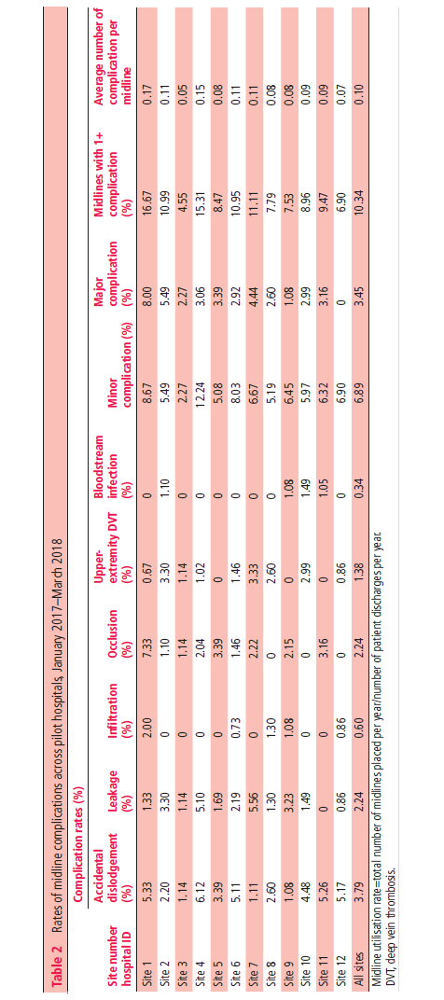 Table 2 Rates of midline complications across pilot hospitals, January 2017–March 2018
Complication rates (%)
Site number hospital ID
Accidental dislodgement (%)
Leakage (%)
Infiltration (%)
Occlusion (%)
Upper-extremity DVT (%)
Bloodstream infection (%)
Minor complication (%)
Major complication (%)
Midlines with 1+ complication (%)
Average number of complication per midline
Site 1 5.33 1.33 2.00 7.33 0.67 0 8.67 8.00 16.67 0.17
Site 2 2.20 3.30 0 1.10 3.30 1.10 5.49 5.49 10.99 0.11
Site 3 1.14 1.14 0 1.14 1.14 0 2.27 2.27 4.55 0.05
Site 4 6.12 5.10 0 2.04 1.02 0 12.24 3.06 15.31 0.15
Site 5 3.39 1.69 0 3.39 0 0 5.08 3.39 8.47 0.08
Site 6 5.11 2.19 0.73 1.46 1.46 0 8.03 2.92 10.95 0.11
Site 7 1.11 5.56 0 2.22 3.33 0 6.67 4.44 11.11 0.11
Site 8 2.60 1.30 1.30 0 2.60 0 5.19 2.60 7.79 0.08
Site 9 1.08 3.23 1.08 2.15 0 1.08 6.45 1.08 7.53 0.08
Site 10 4.48 1.49 0 0 2.99 1.49 5.97 2.99 8.96 0.09
Site 11 5.26 0 0 3.16 0 1.05 6.32 3.16 9.47 0.09
Site 12 5.17 0.86 0.86 0 0.86 0 6.90 0 6.90 0.07
All sites 3.79 2.24 0.60 2.24 1.38 0.34 6.89 3.45 10.34 0.10
Midline utilisation rate=total number of midlines placed per year/number of patient discharges per year.
DVT, deep vein thrombosis.